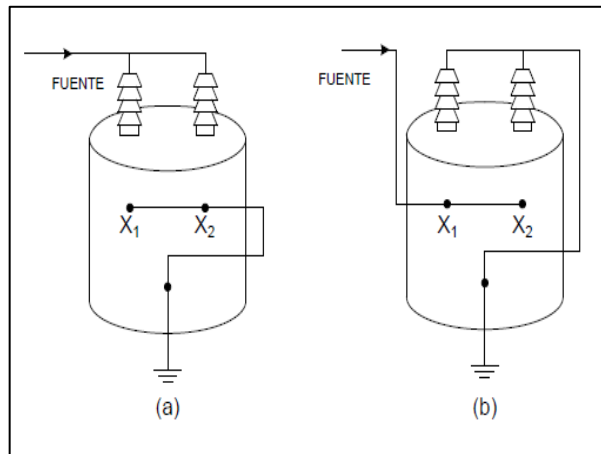 FUENTE
X₁
X₂
(a)
FUENTE
X₁
X₂
(b)